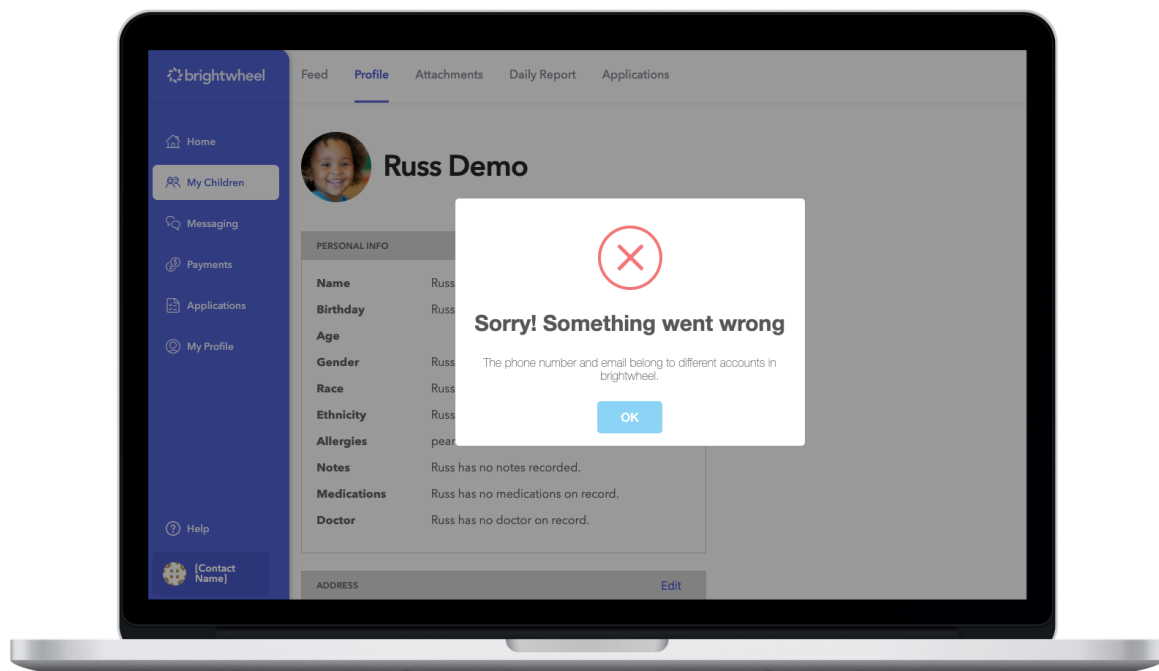 brightwheel
Feed Profile Attachments Daily Report Applications
Home
My Children
Messaging
Payments
Applications
My Profile
Help
[Contact
Name]
Russ Demo
PERSONAL INFO
Name Russ
Birthday Russ
Age
Gender Russ
Race Russ
Ethnicity Russ
Allergies
Notes Russ has no notes recorded.
Medications Russ has no medications on record.
Doctor Russ has no doctor on record.
ADDRESS Edit
Sorry! Something went wrong
The phone number and email belong to different accounts in
brightwheel.
OK